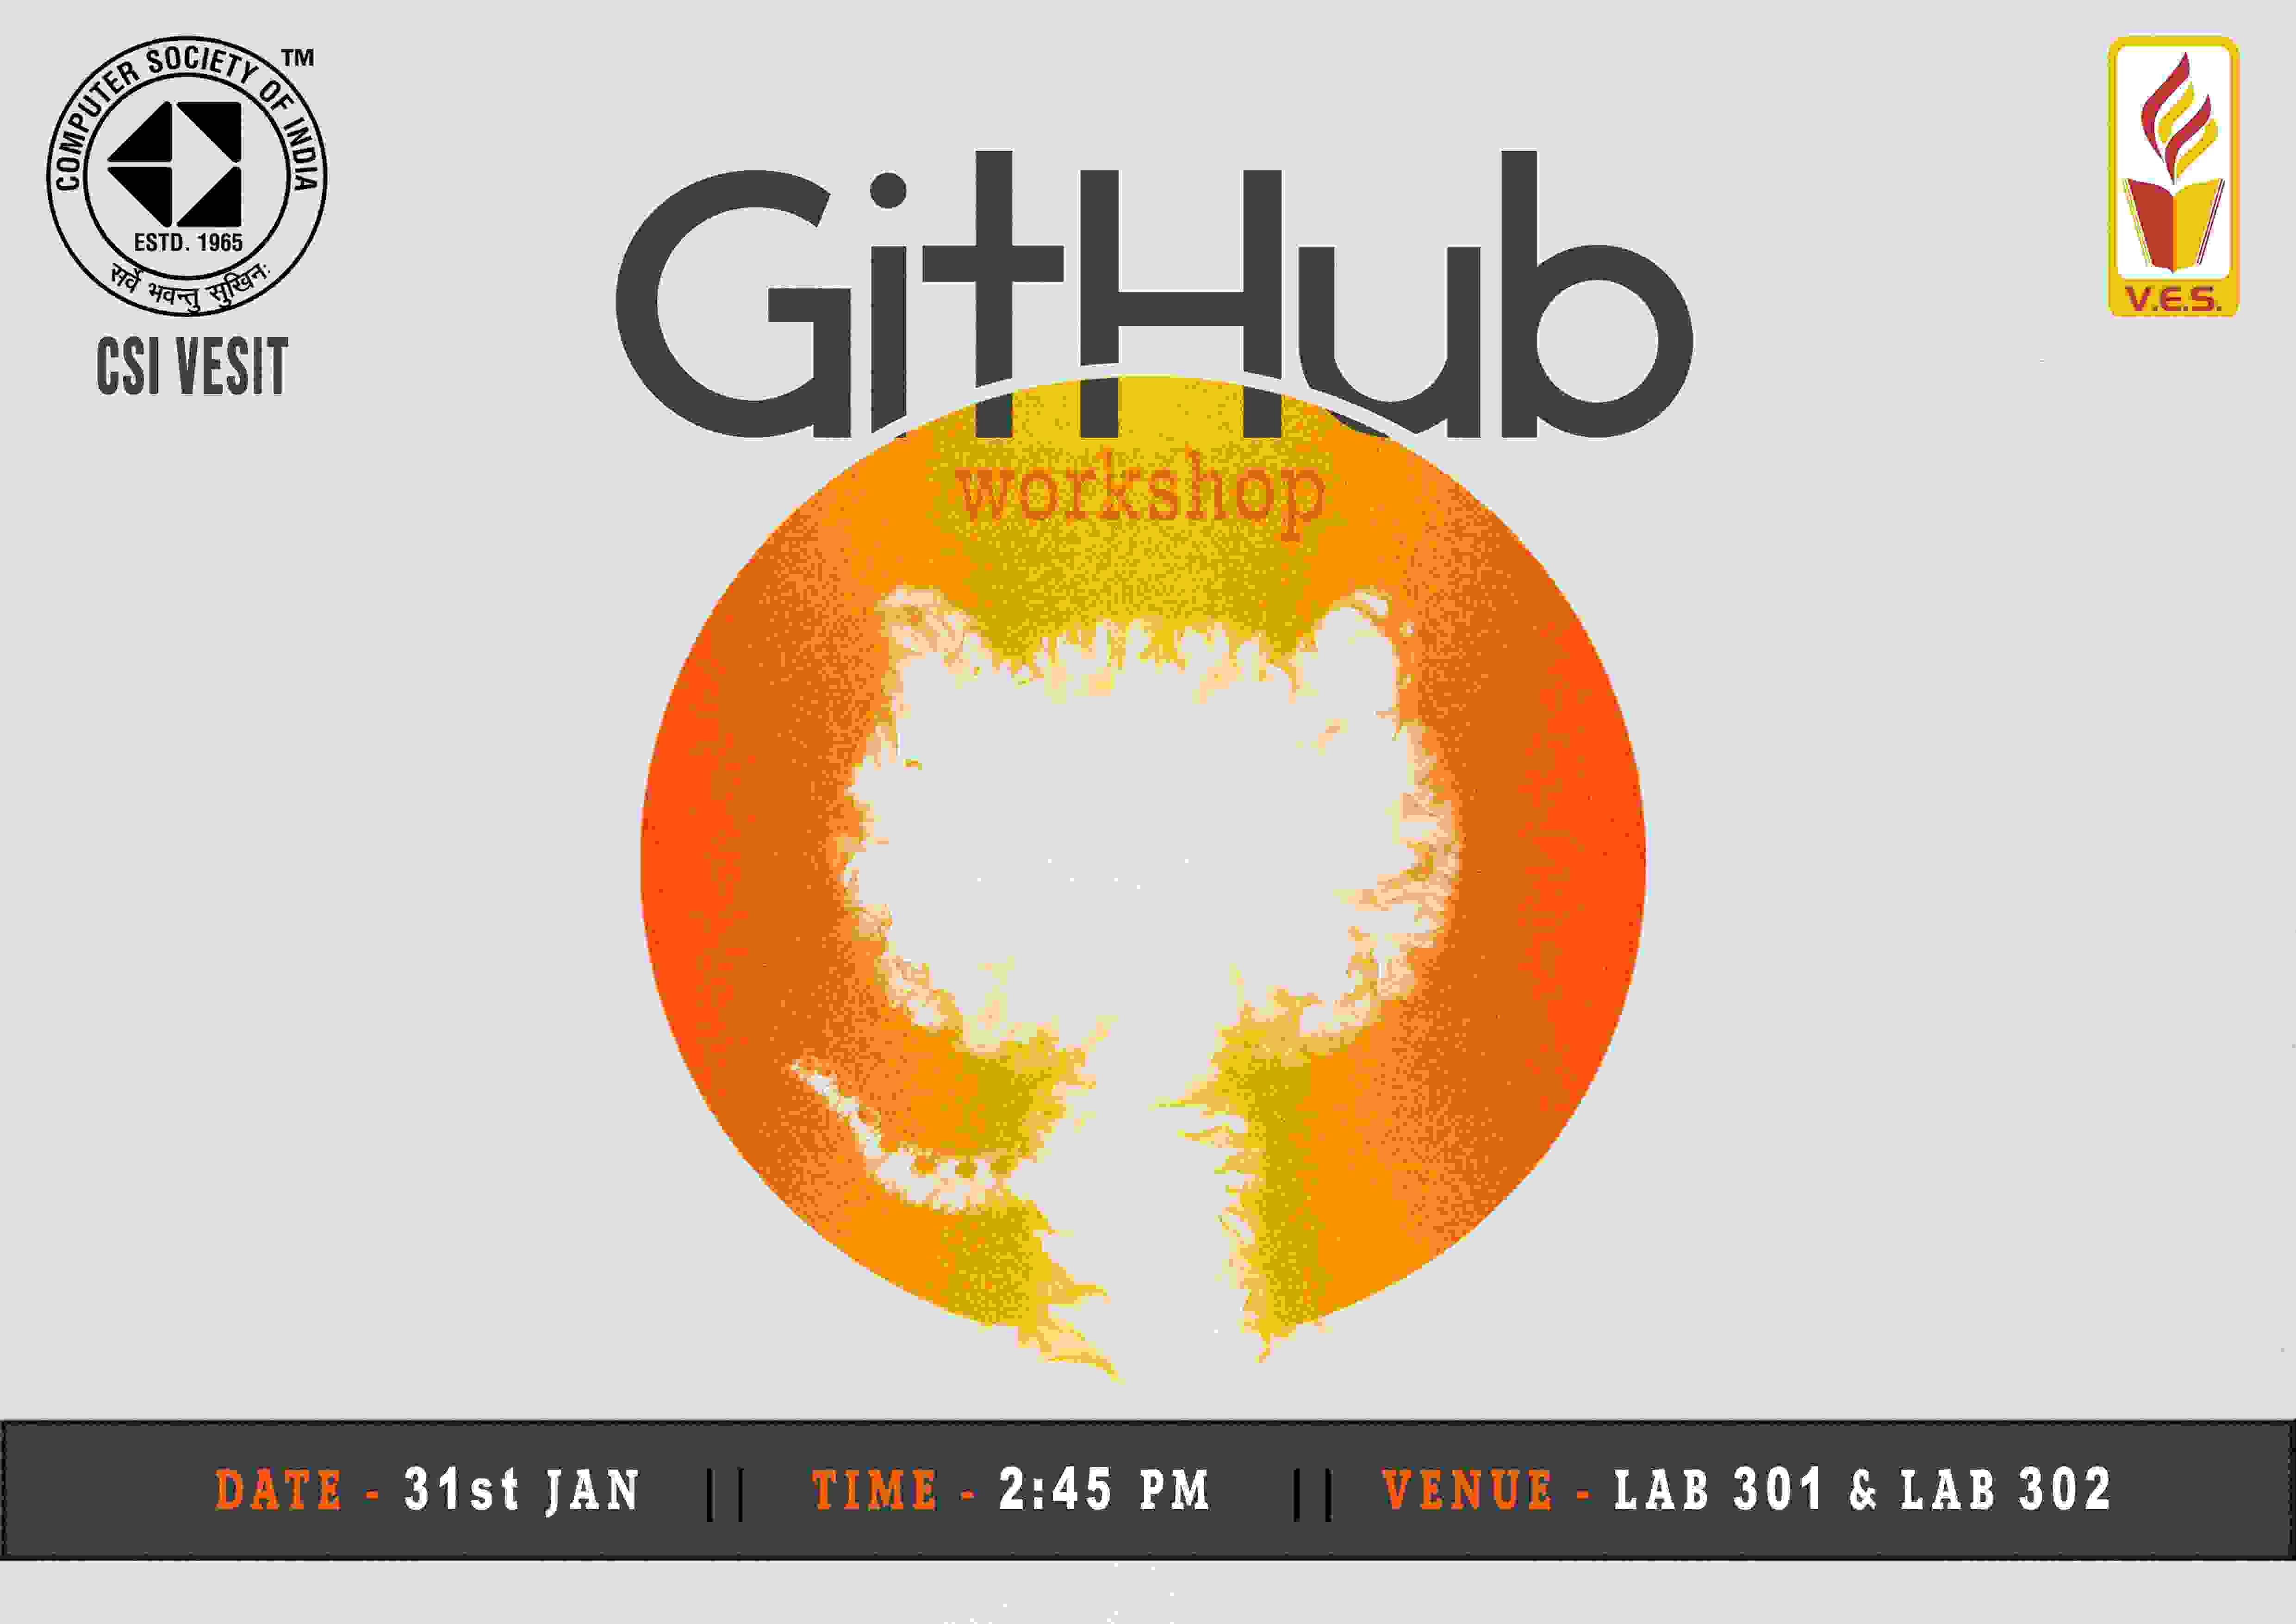 COMPUTER SOCIETY OF INDIA
TM
ESTD. 1965
सर्वे भवन्तु सुखिनः
CSI VESIT
V.E.S.
GitHub
workshop
DATE - 31st JAN || TIME - 2:45 PM || VENUE - LAB 301 & LAB 302